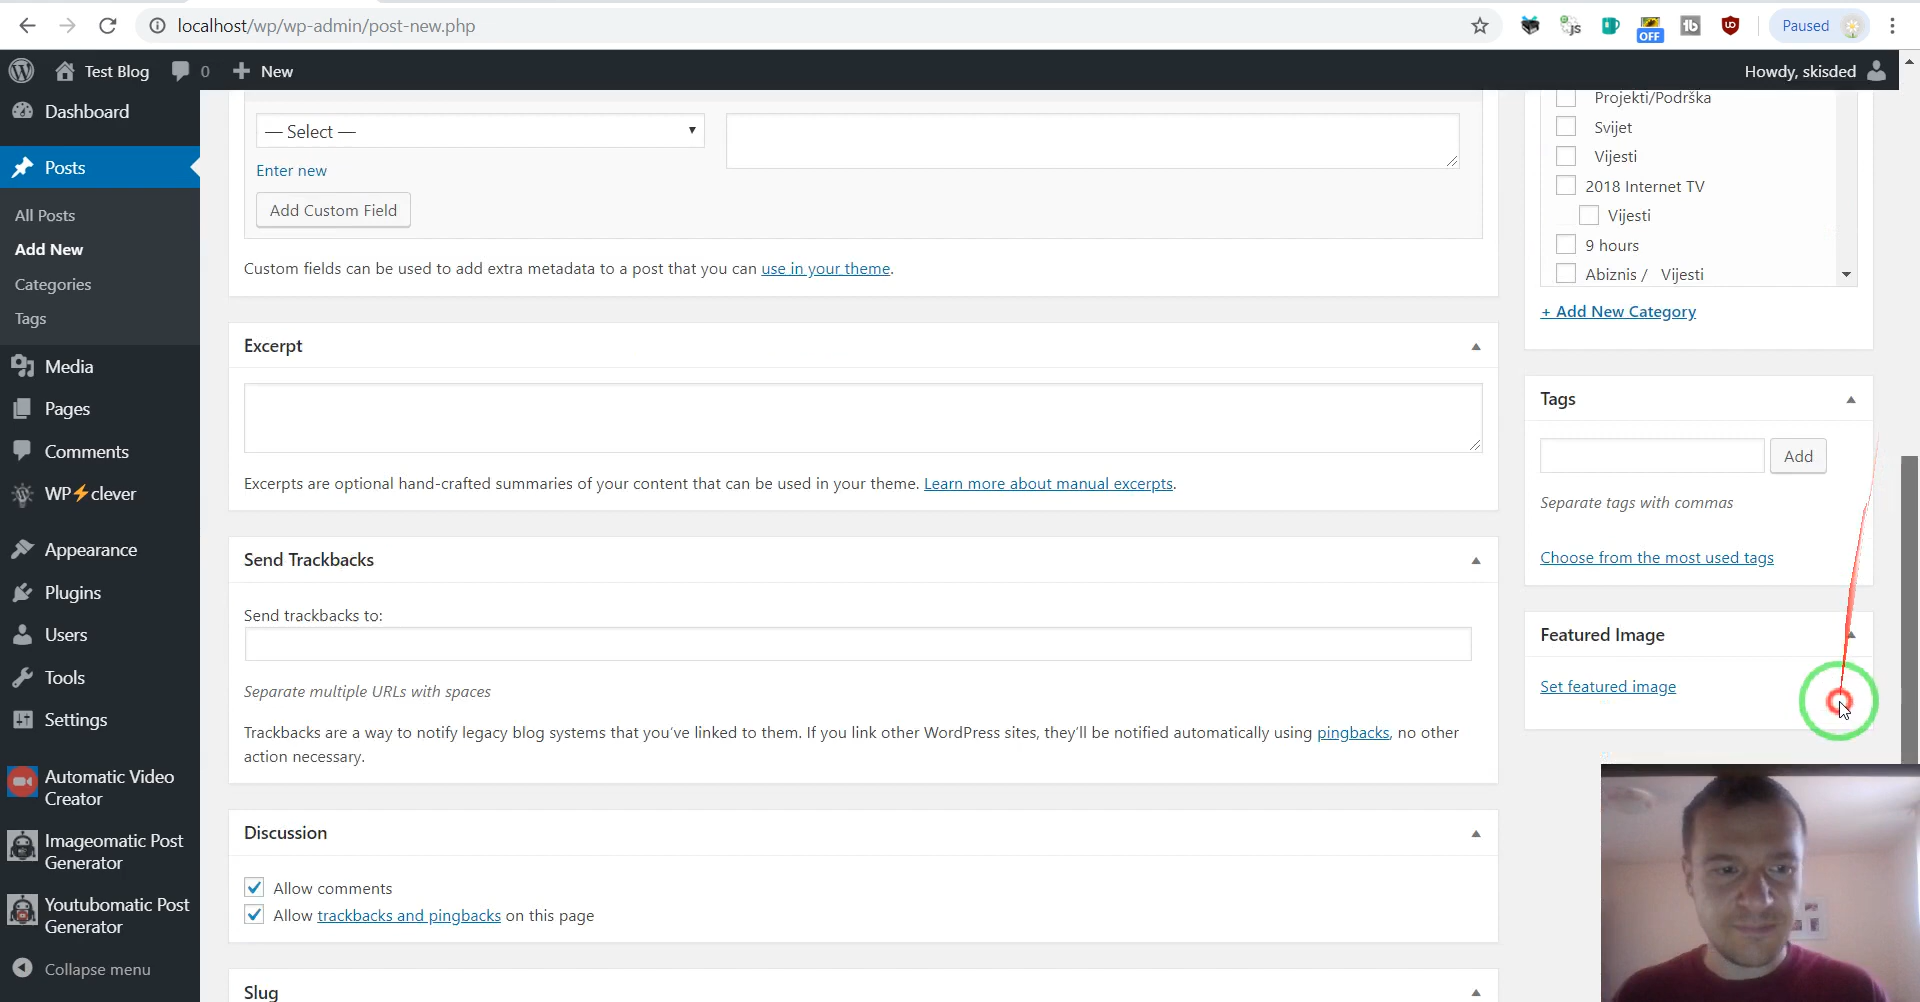 localhost/wp/wp-admin/post-new.php
OFF
Paused
Test Blog
0
New
Howdy, skisded
Dashboard
Posts
All Posts
Add New
Categories
Tags
Media
Pages
Comments
WP⚡clever
Appearance
Plugins
Users
Tools
Settings
Automatic Video
Creator
Imageomatic Post
Generator
Youtubomatic Post
Generator
Collapse menu
— Select —
Enter new
Add Custom Field
Custom fields can be used to add extra metadata to a post that you can use in your theme.
Excerpt
Excerpts are optional hand-crafted summaries of your content that can be used in your theme. Learn more about manual excerpts.
Send Trackbacks
Send trackbacks to:
Separate multiple URLs with spaces
Trackbacks are a way to notify legacy blog systems that you've linked to them. If you link other WordPress sites, they'll be notified automatically using pingbacks, no other
action necessary.
Discussion
Allow comments
Allow trackbacks and pingbacks on this page
Slug
Projekti/Podrška
Svijet
Vijesti
2018 Internet TV
Vijesti
9 hours
Abiznis / Vijesti
+ Add New Category
Tags
Add
Separate tags with commas
Choose from the most used tags
Featured Image
Set featured image